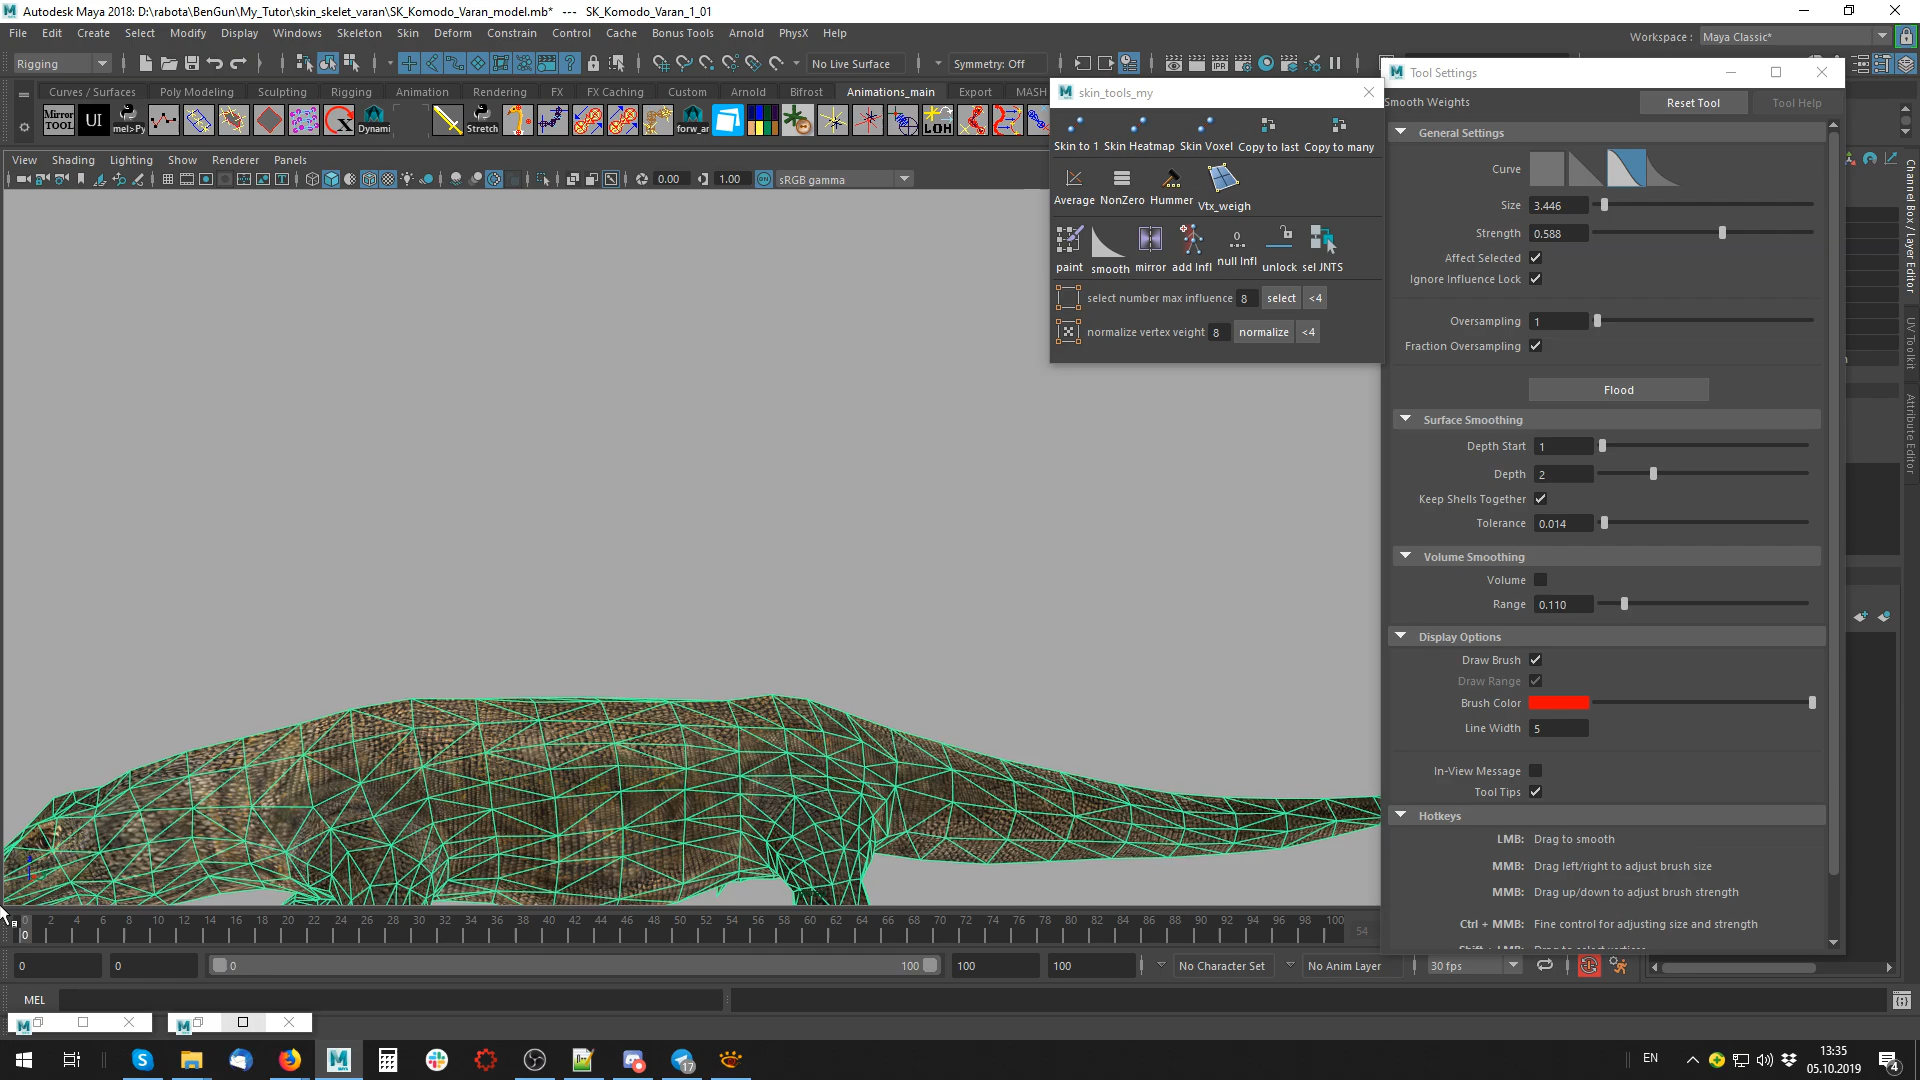 Autodesk Maya 2018: D:\rabota\BenGun\My_Tutor\skin_skelet_varan\SK_Komodo_Varan_model.mb* --- SK_Komodo_Varan_1_01
File Edit Create Select Modify Display Windows Skeleton Skin Deform Constrain Control Cache Bonus Tools Arnold PhysX Help
Workspace : Maya Classic*
Rigging No Live Surface Symmetry: Off
Curves / Surfaces Poly Modeling Sculpting Rigging Animation Rendering FX FX Caching Custom Arnold Bifrost Animations_main Export MASH
Mirror TOOL UI mel>Py Dynami Stretch forw_ar LOH
View Shading Lighting Show Renderer Panels
0.00 1.00 sRGB gamma
skin_tools_my
Skin to 1 Skin Heatmap Skin Voxel Copy to last Copy to many
Average NonZero Hummer Vtx_weigh
paint smooth mirror add Infl null Infl unlock sel JNTS
select number max influence 8 select <4
normalize vertex weight 8 normalize <4
Tool Settings
Smooth Weights Reset Tool Tool Help
General Settings
Curve
Size 3.446
Strength 0.588
Affect Selected
Ignore Influence Lock
Oversampling 1
Fraction Oversampling
Flood
Surface Smoothing
Depth Start 1
Depth 2
Keep Shells Together
Tolerance 0.014
Volume Smoothing
Volume
Range 0.110
Display Options
Draw Brush
Draw Range
Brush Color
Line Width 5
In-View Message
Tool Tips
Hotkeys
LMB: Drag to smooth
MMB: Drag left/right to adjust brush size
MMB: Drag up/down to adjust brush strength
Ctrl + MMB: Fine control for adjusting size and strength
Channel Box / Layer Editor
UV Toolkit
Attribute Editor
0 2 4 6 8 10 12 14 16 18 20 22 24 26 28 30 32 34 36 38 40 42 44 46 48 50 52 54 56 58 60 62 64 66 68 70 72 74 76 78 80 82 84 86 88 90 92 94 96 98 100
0 54
0 0 0 100 100 100 No Character Set No Anim Layer 30 fps
MEL
17 EN 13:35
05.10.2019 4